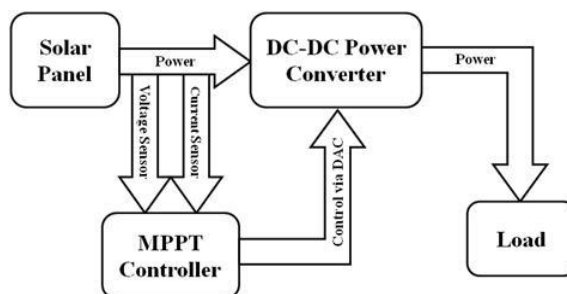 Solar
Panel
Power
DC-DC Power
Converter
Power
Voltage Sensor
Current Sensor
Control via DAC
MPPT
Controller
Load